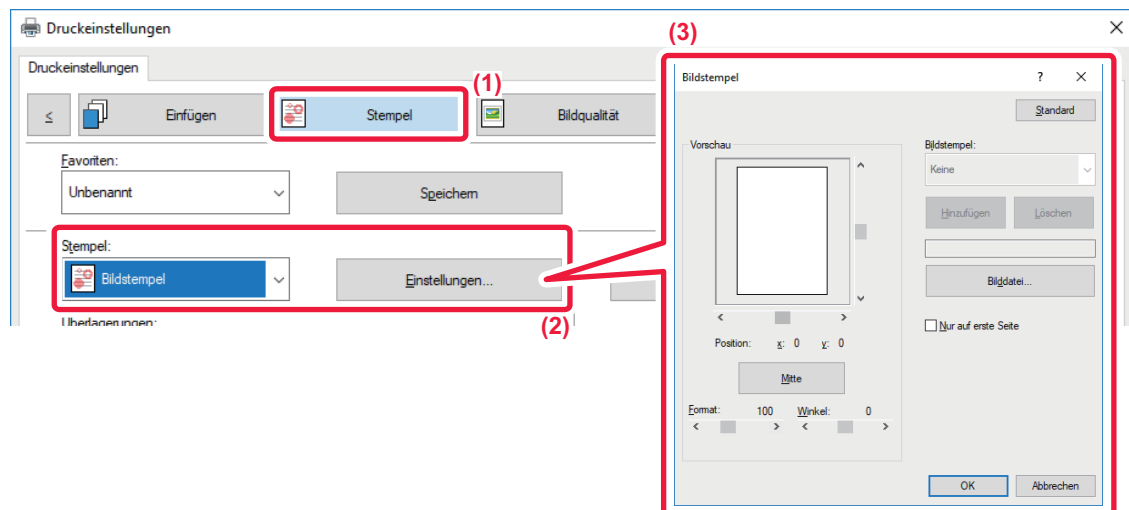 Druckeinstellungen
(3)
Druckeinstellungen
(1)
≤ Einfügen Stempel Bildqualität
Favoriten:
Unbenannt Speichern
Stempel:
Bildstempel Einstellungen...
(2)
Überlagerungen:
Bildstempel ? ×
Standard
Vorschau
Position: x: 0 y: 0
Mitte
Format: 100 Winkel: 0
Bildstempel:
Keine
Hinzufügen Löschen
Bilddatei...
Nur auf erste Seite
OK Abbrechen